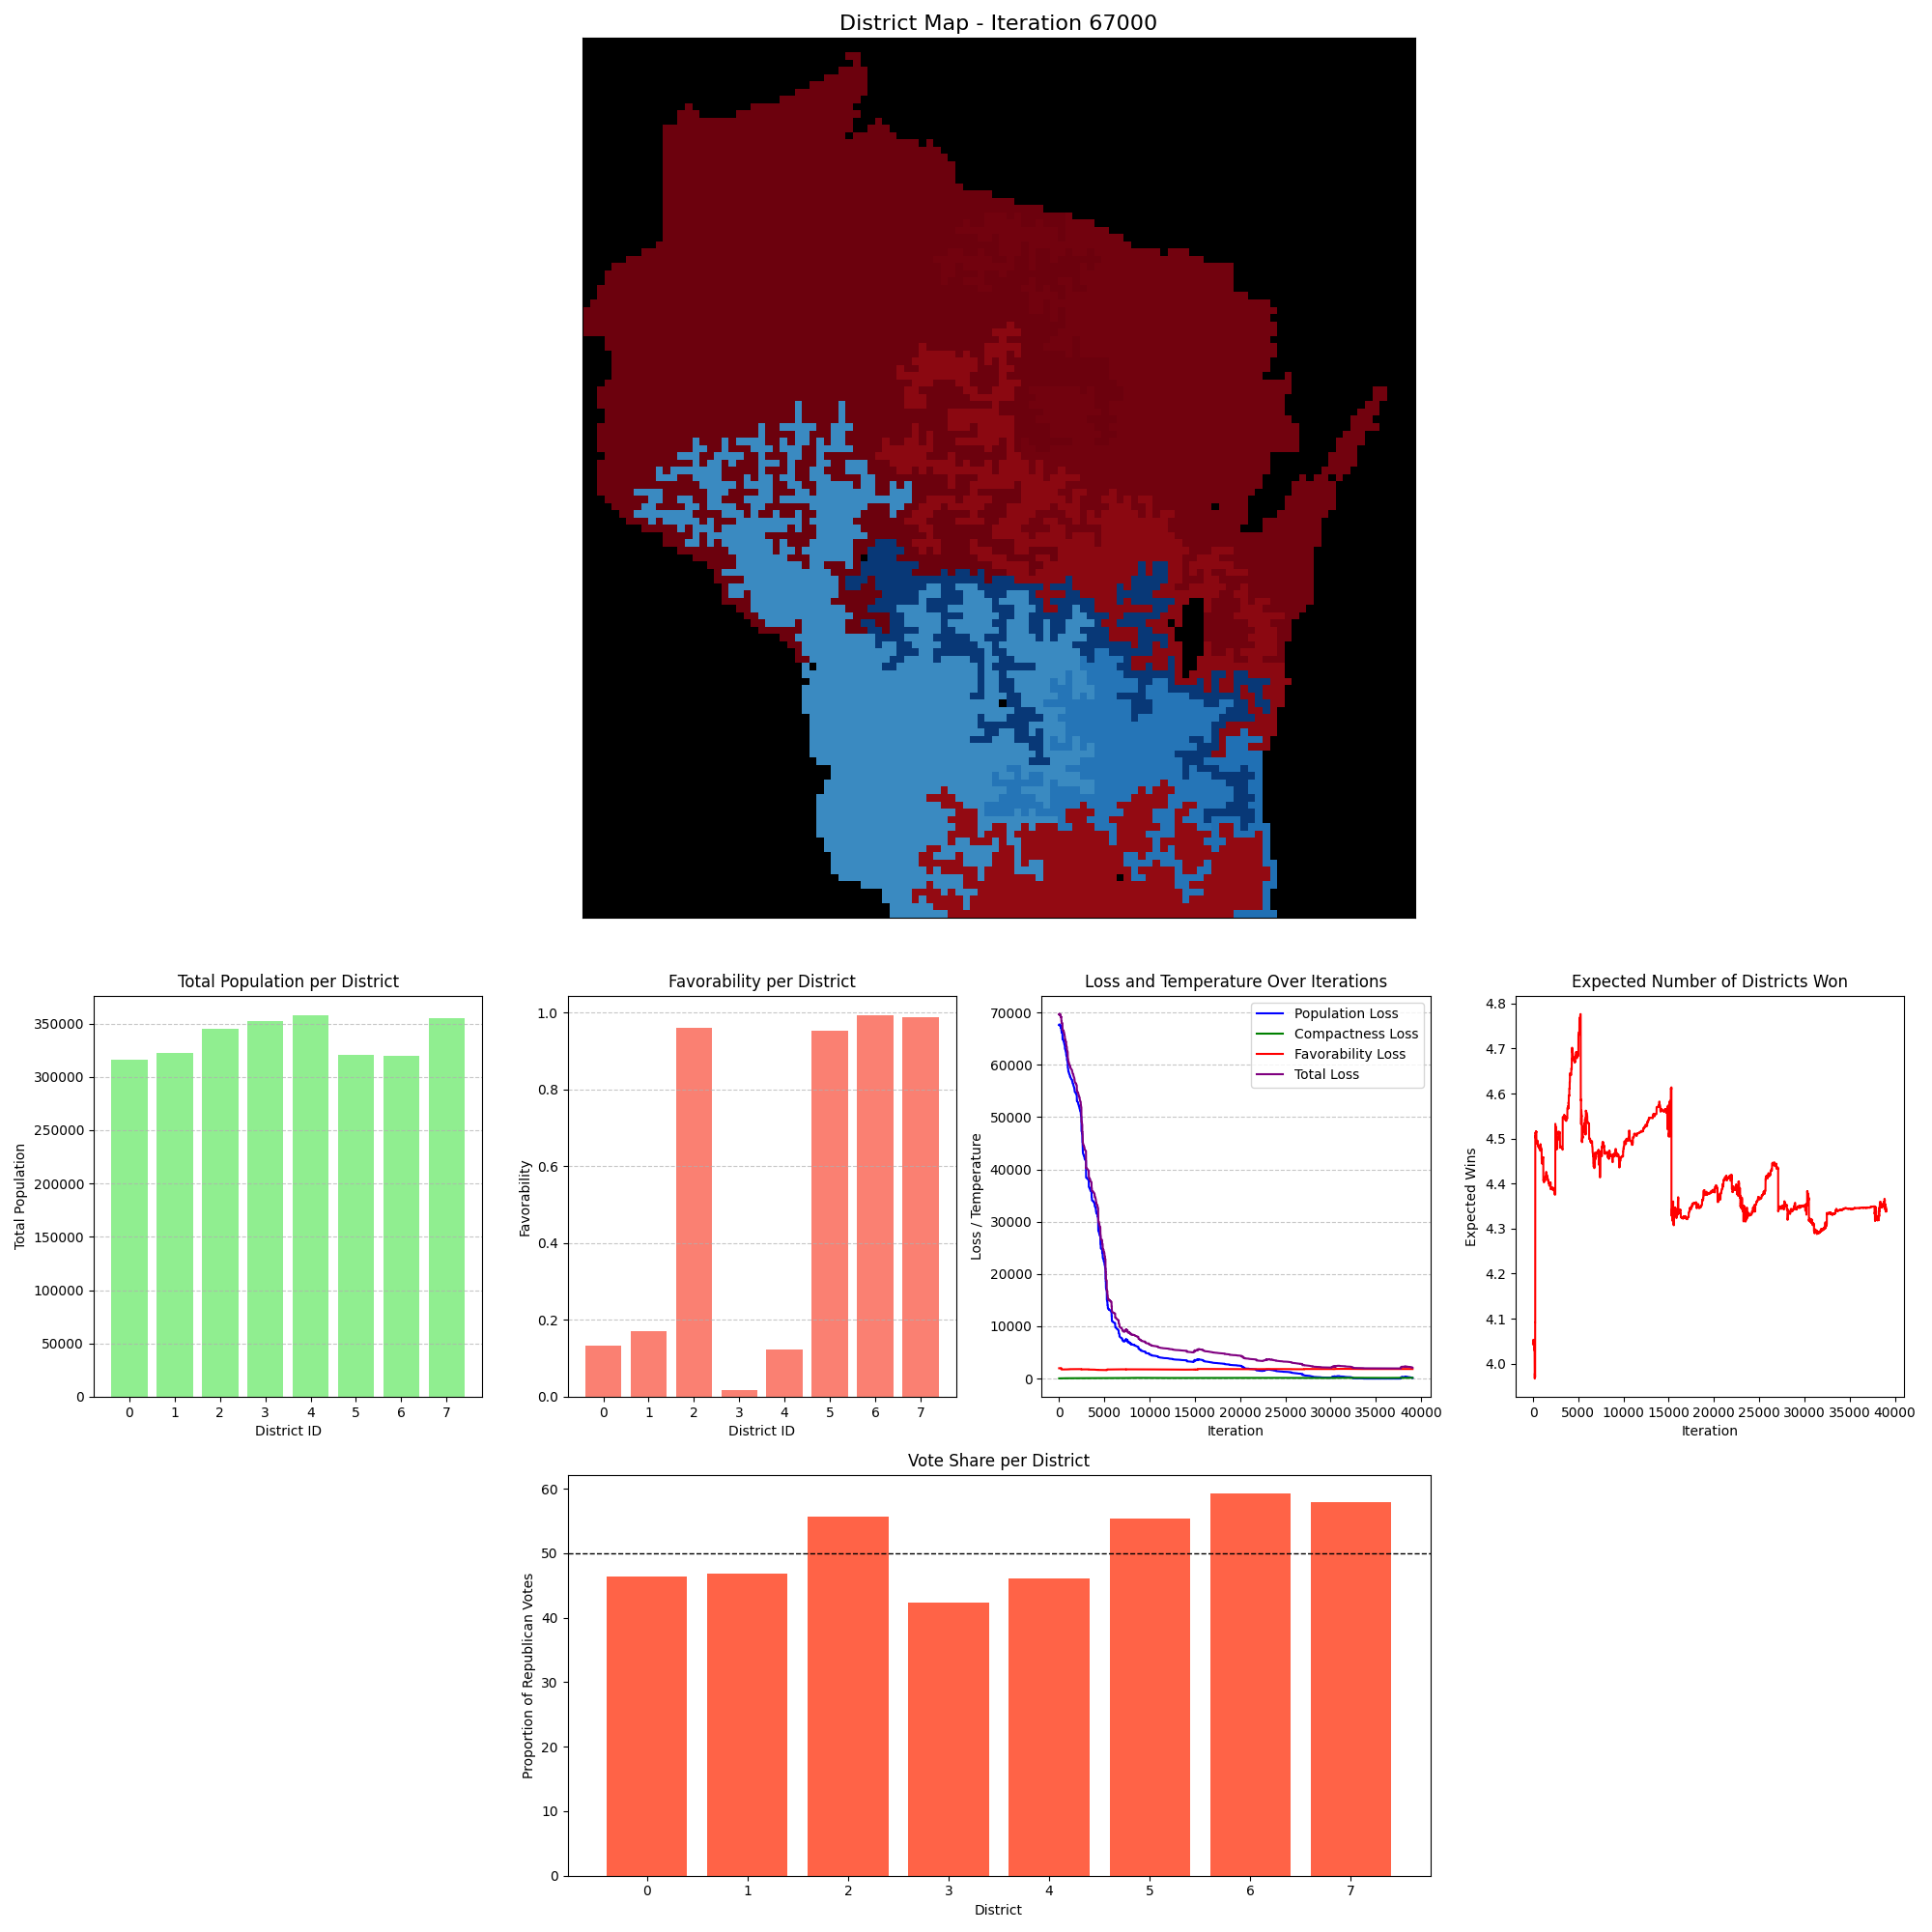 District Map - Iteration 67000
Total Population per District
Total Population
350000
300000
250000
200000
150000
100000
50000
0
0 1 2 3 4 5 6 7
District ID
Favorability per District
Favorability
1.0
0.8
0.6
0.4
0.2
0.0
0 1 2 3 4 5 6 7
District ID
Loss and Temperature Over Iterations
Loss / Temperature
70000
60000
50000
40000
30000
20000
10000
0
Population Loss
Compactness Loss
Favorability Loss
Total Loss
0 5000 10000 15000 20000 25000 30000 35000 40000
Iteration
Expected Number of Districts Won
Expected Wins
4.8
4.7
4.6
4.5
4.4
4.3
4.2
4.1
4.0
0 5000 10000 15000 20000 25000 30000 35000 40000
Iteration
Vote Share per District
Proportion of Republican Votes
60
50
40
30
20
10
0
0 1 2 3 4 5 6 7
District